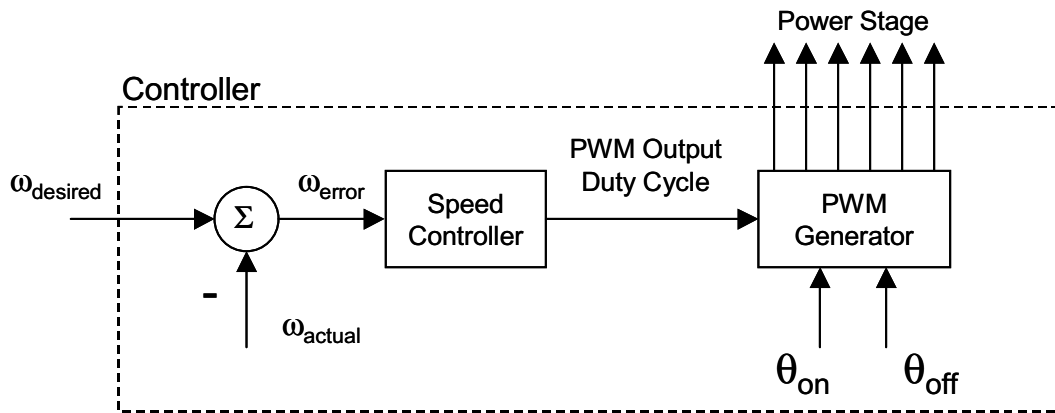 Power Stage
Controller
PWM Output
Duty Cycle
ωdesired
Σ
ωerror
Speed
Controller
PWM
Generator
-
ωactual
θon
θoff